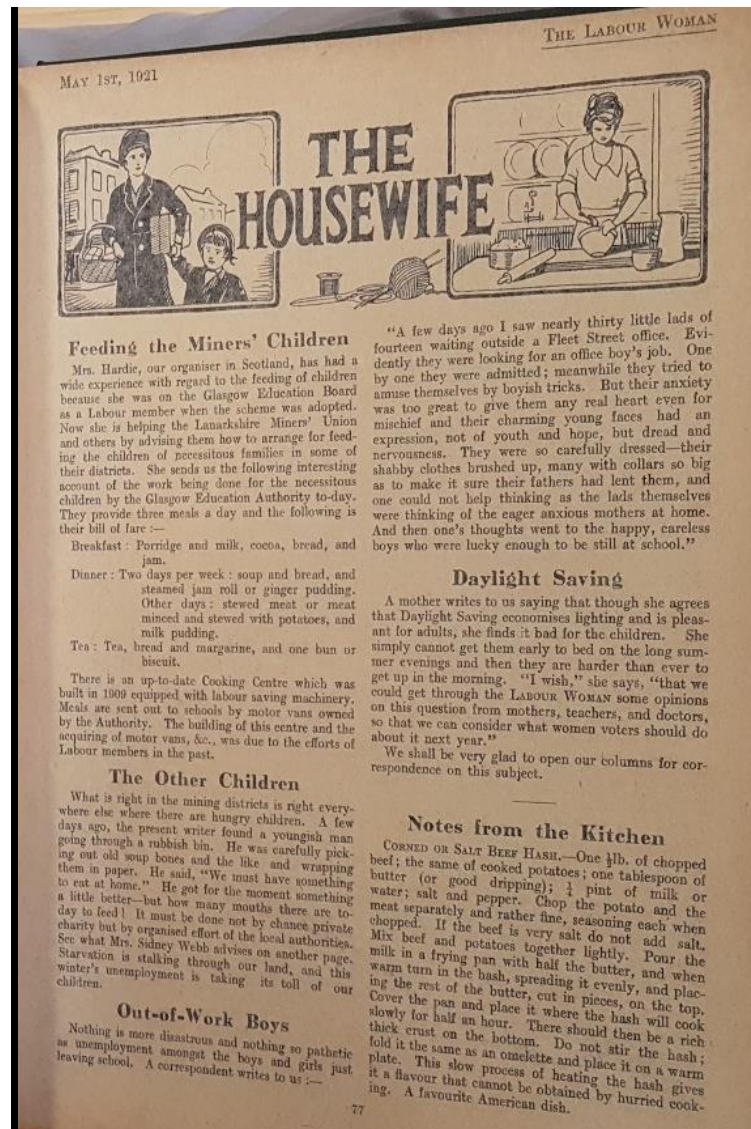 THE LABOUR WOMAN
MAY 1ST, 1921
THE
HOUSEWIFE
Feeding the Miners' Children
Mrs. Hardie, our organiser in Scotland, has had a
wide experience with regard to the feeding of children
because she was on the Glasgow Education Board
as a Labour member when the scheme was adopted.
Now she is helping the Lanarkshire Miners' Union
and others by advising them how to arrange for feed-
ing the children of necessitous families in some of
their districts. She sends us the following interesting
account of the work being done for the necessitous
children by the Glasgow Education Authority to-day.
They provide three meals a day and the following is
their bill of fare :—
Breakfast : Porridge and milk, cocoa, bread, and
jam.
Dinner : Two days per week : soup and bread, and
steamed jam roll or ginger pudding.
Other days : stewed meat or meat
minced and stewed with potatoes, and
milk pudding.
Tea : Tea, bread and margarine, and one bun or
biscuit.
There is an up-to-date Cooking Centre which was
built in 1909 equipped with labour saving machinery.
Meals are sent out to schools by motor vans owned
by the Authority. The building of this centre and the
acquiring of motor vans, &c., was due to the efforts of
Labour members in the past.
The Other Children
What is right in the mining districts is right every-
where else where there are hungry children. A few
days ago, the present writer found a youngish man
going through a rubbish bin. He was carefully pick-
ing out old soup bones and the like and wrapping
them in paper. He said, "We must have something
to eat at home." He got for the moment something
a little better—but how many mouths there are to-
day to feed! It must be done not by chance private
charity but by organised effort of the local authorities.
See what Mrs. Sidney Webb advises on another page.
Starvation is stalking through our land, and this
winter's unemployment is taking its toll of our
children.
Out-of-Work Boys
Nothing is more disastrous and nothing so pathetic
as unemployment amongst the boys and girls just
leaving school. A correspondent writes to us :—
"A few days ago I saw nearly thirty little lads of
fourteen waiting outside a Fleet Street office. Evi-
dently they were looking for an office boy's job. One
by one they were admitted; meanwhile they tried to
amuse themselves by boyish tricks. But their anxiety
was too great to give them any real heart even for
mischief and their charming young faces had an
expression, not of youth and hope, but dread and
nervousness. They were so carefully dressed—their
shabby clothes brushed up, many with collars so big
as to make it sure their fathers had lent them, and
one could not help thinking as the lads themselves
were thinking of the eager anxious mothers at home.
And then one's thoughts went to the happy, careless
boys who were lucky enough to be still at school."
Daylight Saving
A mother writes to us saying that though she agrees
that Daylight Saving economises lighting and is pleas-
ant for adults, she finds it bad for the children. She
simply cannot get them early to bed on the long sum-
mer evenings and then they are harder than ever to
get up in the morning. "I wish," she says, "that we
could get through the LABOUR WOMAN some opinions
on this question from mothers, teachers, and doctors,
so that we can consider what women voters should do
about it next year."
We shall be very glad to open our columns for cor-
respondence on this subject.
Notes from the Kitchen
CORNED OR SALT BEEF HASH.—One ½lb. of chopped
beef; the same of cooked potatoes; one tablespoon of
butter (or good dripping); ¼ pint of milk or
water; salt and pepper. Chop the potato and the
meat separately and rather fine, seasoning each when
chopped. If the beef is very salt do not add salt.
Mix beef and potatoes together lightly. Pour the
milk in a frying pan with half the butter, and when
warm turn in the hash, spreading it evenly, and plac-
ing the rest of the butter, cut in pieces, on the top.
Cover the pan and place it where the hash will cook
slowly for half an hour. There should then be a rich
thick crust on the bottom. Do not stir the hash;
fold it the same as an omelette and place it on a warm
plate. This slow process of heating the hash gives
it a flavour that cannot be obtained by hurried cook-
ing. A favourite American dish.
77